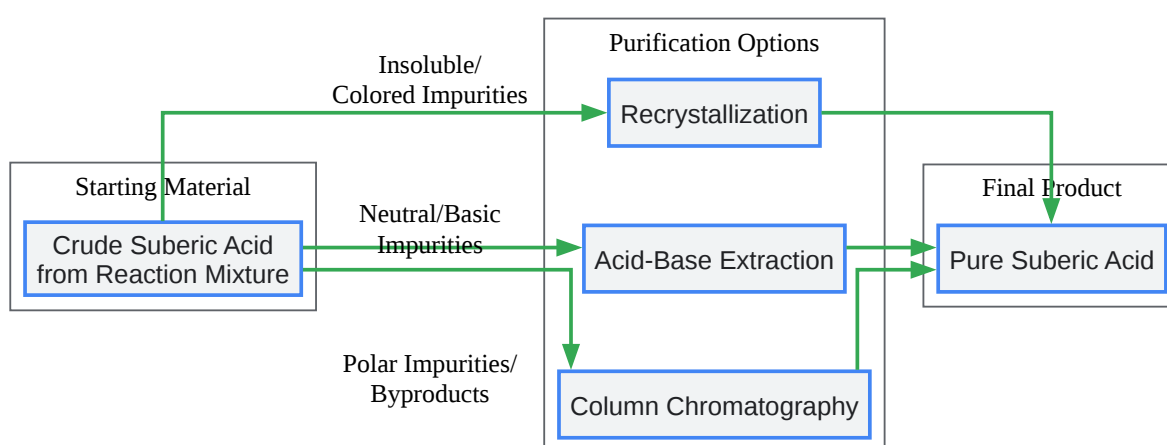 Purification Options
Insoluble/
Colored Impurities
Recrystallization
Starting Material
Final Product
Neutral/Basic
Impurities
Crude Suberic Acid
from Reaction Mixture
Acid-Base Extraction
Pure Suberic Acid
Polar Impurities/
Byproducts
Column Chromatography